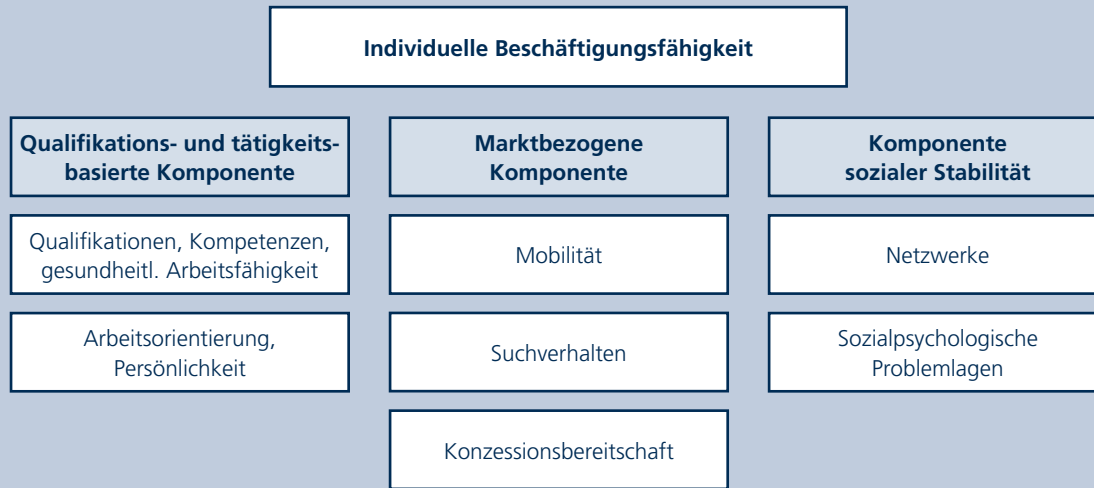 Individuelle Beschäftigungsfähigkeit
Qualifikations- und tätigkeits-
basierte Komponente
Qualifikationen, Kompetenzen,
gesundheitl. Arbeitsfähigkeit
Arbeitsorientierung,
Persönlichkeit
Marktbezogene
Komponente
Mobilität
Suchverhalten
Konzessionsbereitschaft
Komponente
sozialer Stabilität
Netzwerke
Sozialpsychologische
Problemlagen